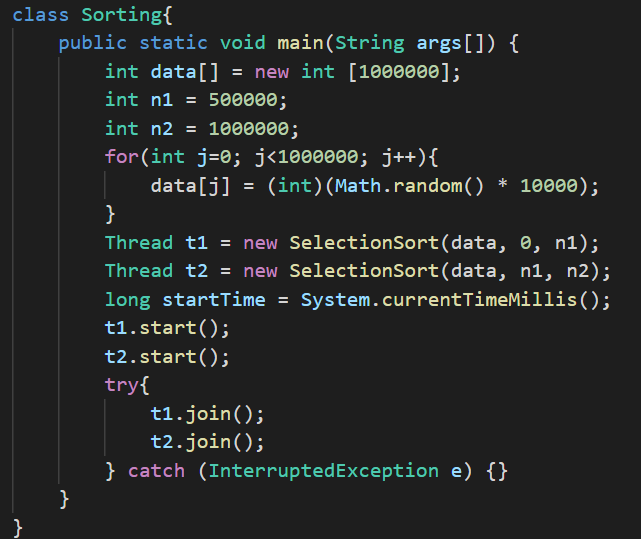 class Sorting{
    public static void main(String args[]) {
        int data[] = new int [1000000];
        int n1 = 500000;
        int n2 = 1000000;
        for(int j=0; j<1000000; j++){
            data[j] = (int)(Math.random() * 10000);
        }
        Thread t1 = new SelectionSort(data, 0, n1);
        Thread t2 = new SelectionSort(data, n1, n2);
        long startTime = System.currentTimeMillis();
        t1.start();
        t2.start();
        try{
            t1.join();
            t2.join();
        } catch (InterruptedException e) {}
    }
}